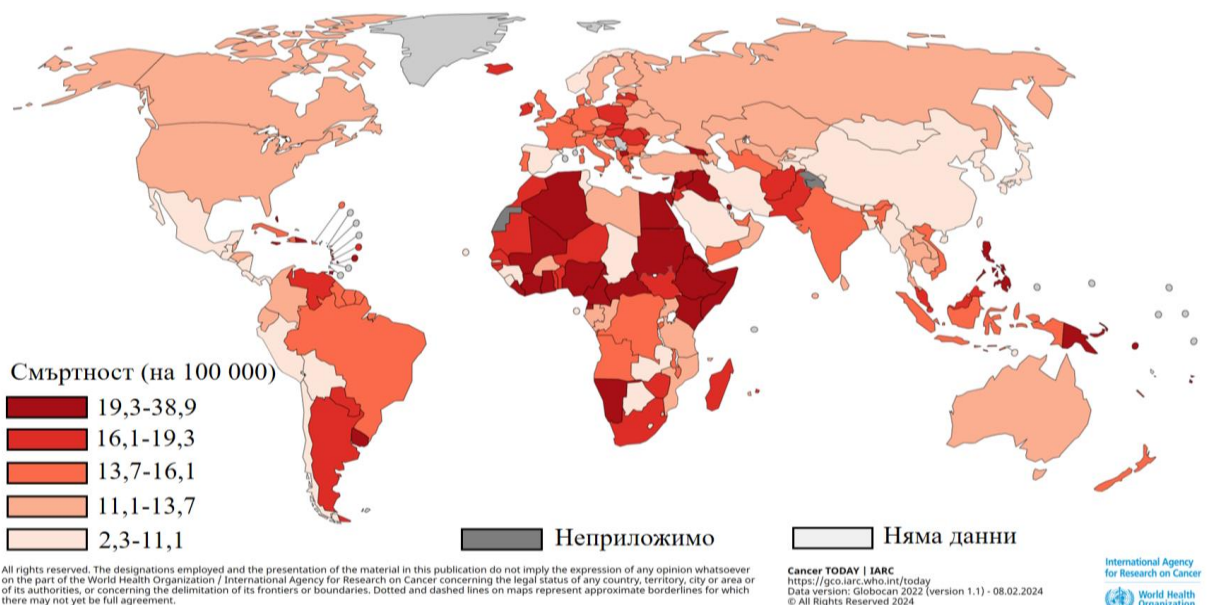 Смъртност (на 100 000)
19,3-38,9
16,1-19,3
13,7-16,1
11,1-13,7
2,3-11,1
Неприложимо
Няма данни
All rights reserved. The designations employed and the presentation of the material in this publication do not imply the expression of any opinion whatsoever
on the part of the World Health Organization / International Agency for Research on Cancer concerning the legal status of any country, territory, city or area or
of its authorities, or concerning the delimitation of its frontiers or boundaries. Dotted and dashed lines on maps represent approximate borderlines for which
there may not yet be full agreement.
Cancer TODAY | IARC
https://gco.iarc.who.int/today
Data version: Globocan 2022 (version 1.1) - 08.02.2024
© All Rights Reserved 2024
International Agency
for Research on Cancer
World Health
Organization